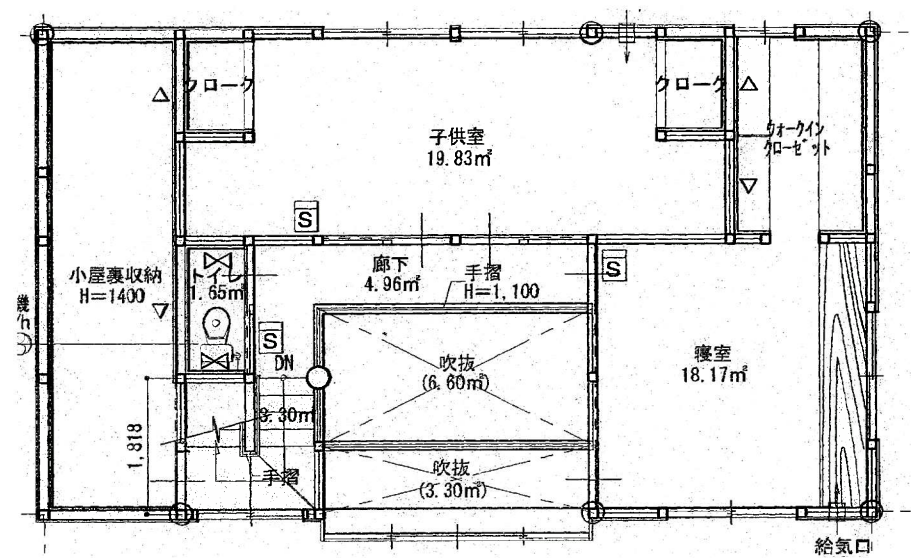 クローク
クローク
子供室
19.83㎡
ウォークイン
クローゼット
S
小屋裏収納
H=1400
トイレ
1.65㎡
廊下
4.96㎡
手摺
H=1,100
S
S
DN
吹抜
(6.60㎡)
寝室
18.17㎡
3.30㎡
1,818
手摺
吹抜
(3.30㎡)
給気口